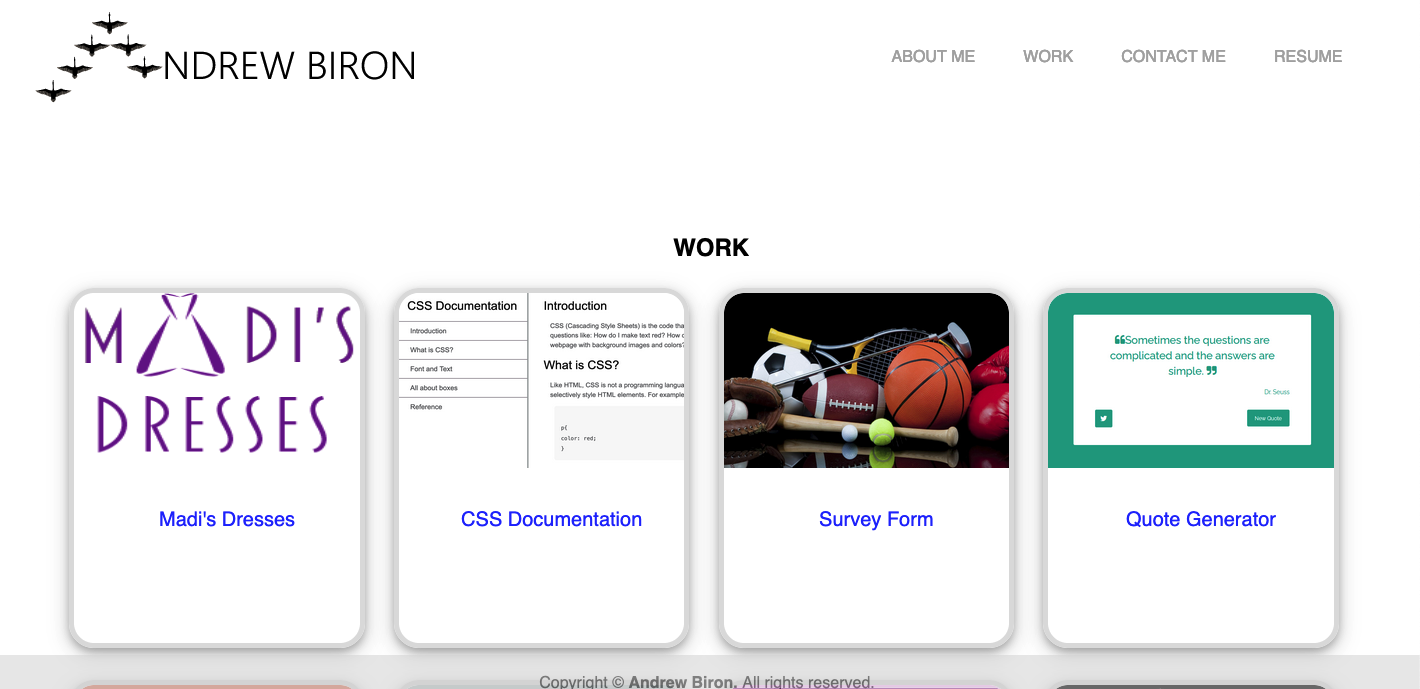 NDREW BIRON
ABOUT ME
WORK
CONTACT ME
RESUME
WORK
MADI'S
DRESSES
Madi's Dresses
CSS Documentation
Introduction
What is CSS?
Font and Text
All about boxes
Reference
Introduction
CSS (Cascading Style Sheets) is the code tha
questions like: How do I make text red? How
webpage with background images and colors?
What is CSS?
Like HTML, CSS is not a programming langua
selectively style HTML elements. For example
p{
color: red;
}
CSS Documentation
Survey Form
❝Sometimes the questions are
complicated and the answers are
simple. ❞
Dr Seuss
New Quote
Quote Generator
Copyright © Andrew Biron. All rights reserved.